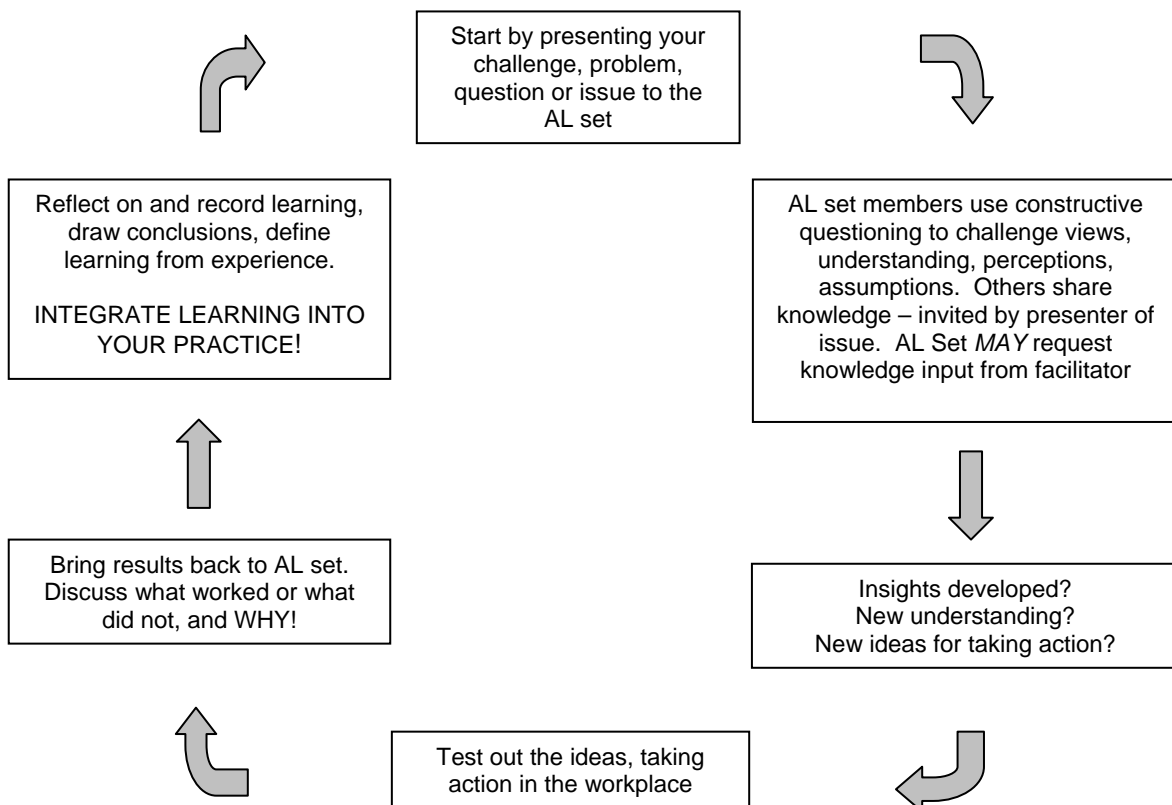 Start by presenting your
challenge, problem,
question or issue to the
AL set
AL set members use constructive
questioning to challenge views,
understanding, perceptions,
assumptions.  Others share
knowledge – invited by presenter of
issue.  AL Set MAY request
knowledge input from facilitator
Insights developed?
New understanding?
New ideas for taking action?
Test out the ideas, taking
action in the workplace
Bring results back to AL set.
Discuss what worked or what
did not, and WHY!
Reflect on and record learning,
draw conclusions, define
learning from experience.
INTEGRATE LEARNING INTO
YOUR PRACTICE!